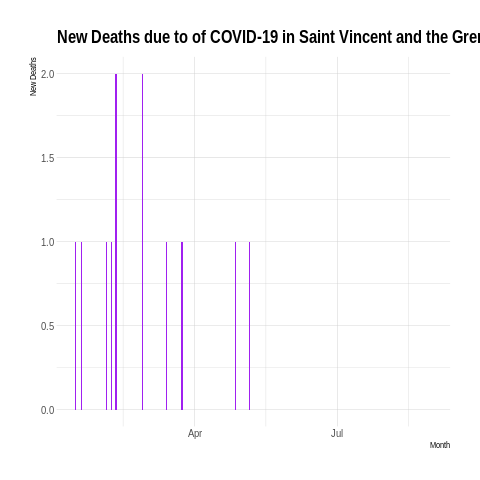 New Deaths due to of COVID-19 in Saint Vincent and the Gren
New Deaths
2.0
1.5
1.0
0.5
0.0
Apr Jul
Month